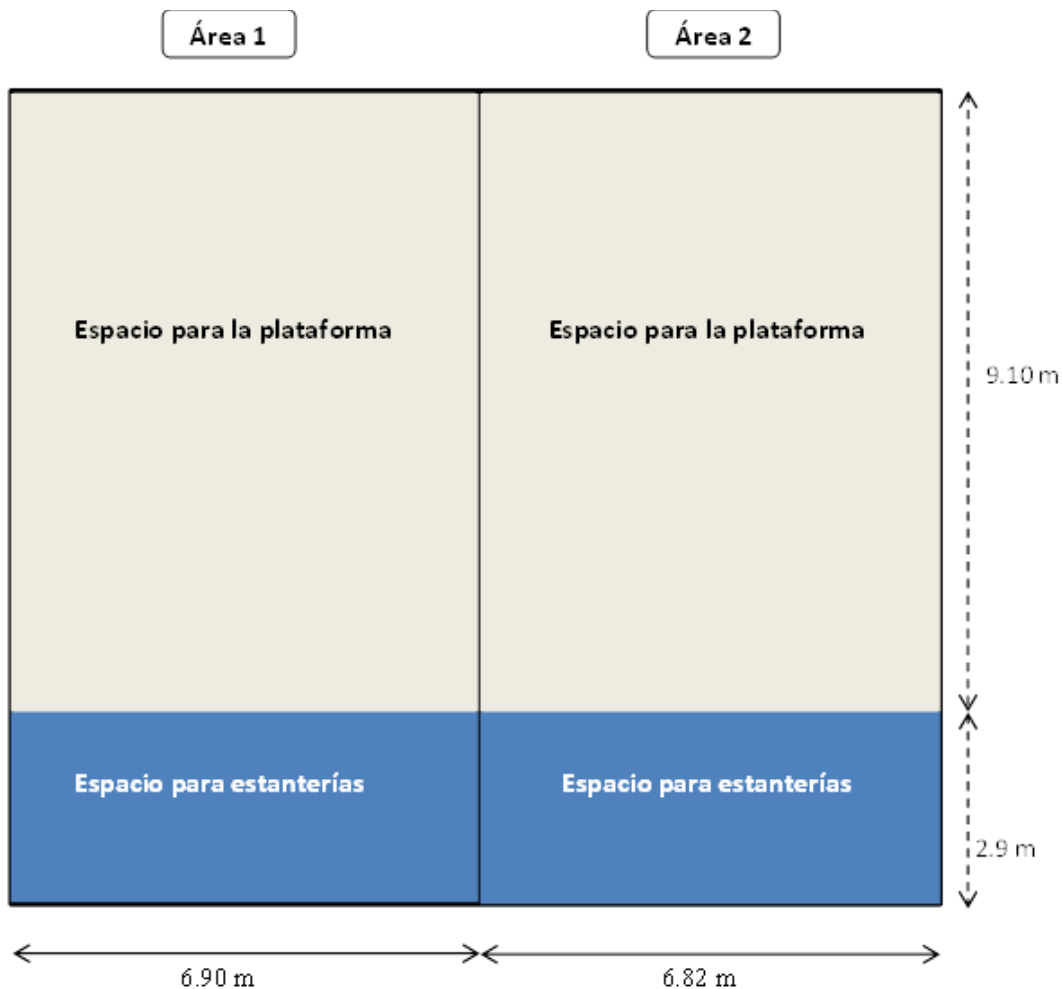 Área 1
Área 2
Espacio para la plataforma
Espacio para la plataforma
9.10 m
Espacio para estanterías
Espacio para estanterías
2.9 m
6.90 m
6.82 m